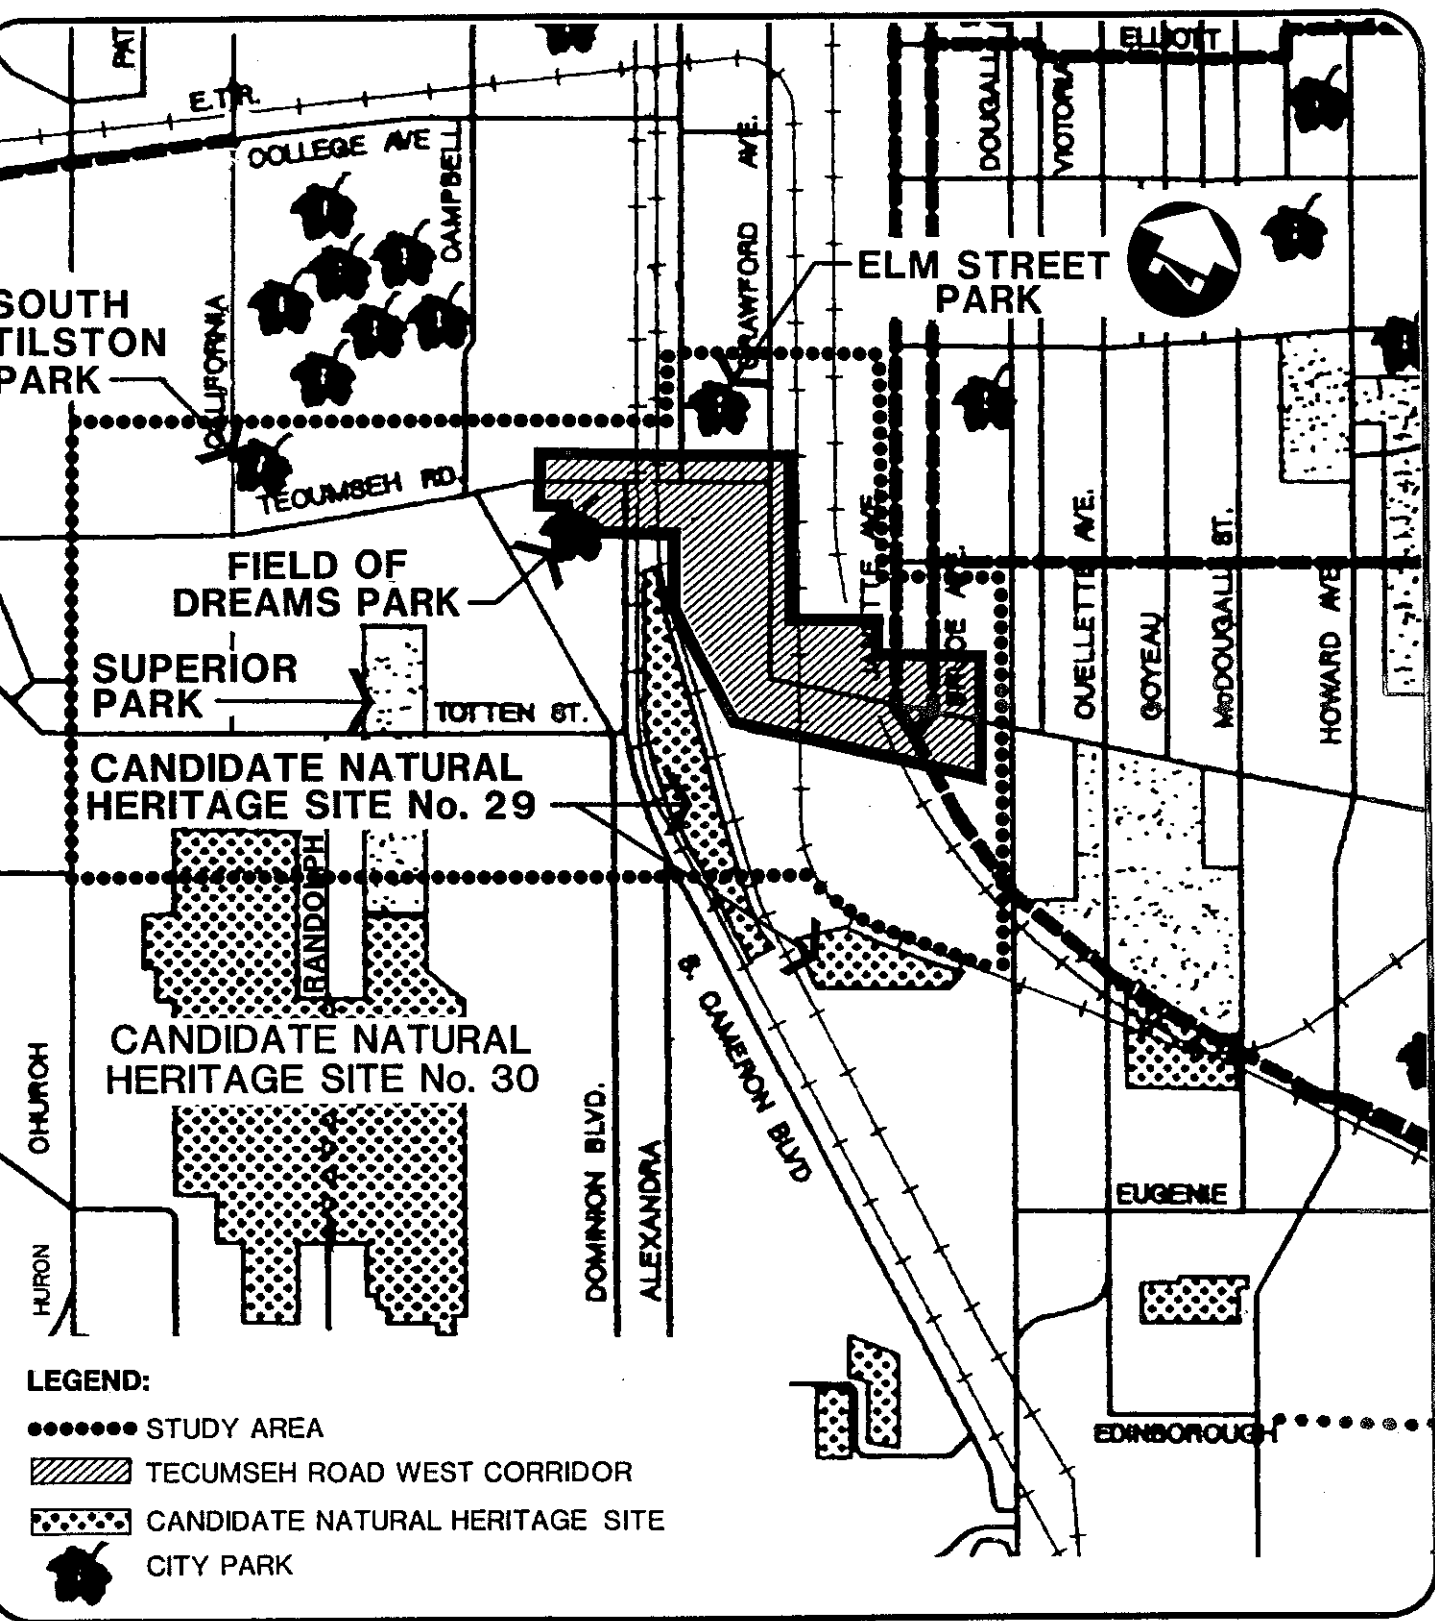 PAT
ELLIOTT
E.T.R.
COLLEGE AVE
CAMPBELL
AVE.
CRAWFORD
DOUGALL
VICTORIA
ELM STREET
PARK
SOUTH
TILSTON
PARK
CALIFORNIA
TECUMSEH RD.
FIELD OF
DREAMS PARK
AVE.
OUELLETTE AVE.
GOYEAU
McDOUGALL ST.
HOWARD AVE
SUPERIOR
PARK
TOTTEN ST.
CANDIDATE NATURAL
HERITAGE SITE No. 29
RANDOLPH
CANDIDATE NATURAL
HERITAGE SITE No. 30
CHURCH
HURON
DOMINION BLVD.
ALEXANDRA
S. CAMERON BLVD
EUGENIE
EDINBOROUGH
LEGEND:
STUDY AREA
TECUMSEH ROAD WEST CORRIDOR
CANDIDATE NATURAL HERITAGE SITE
CITY PARK